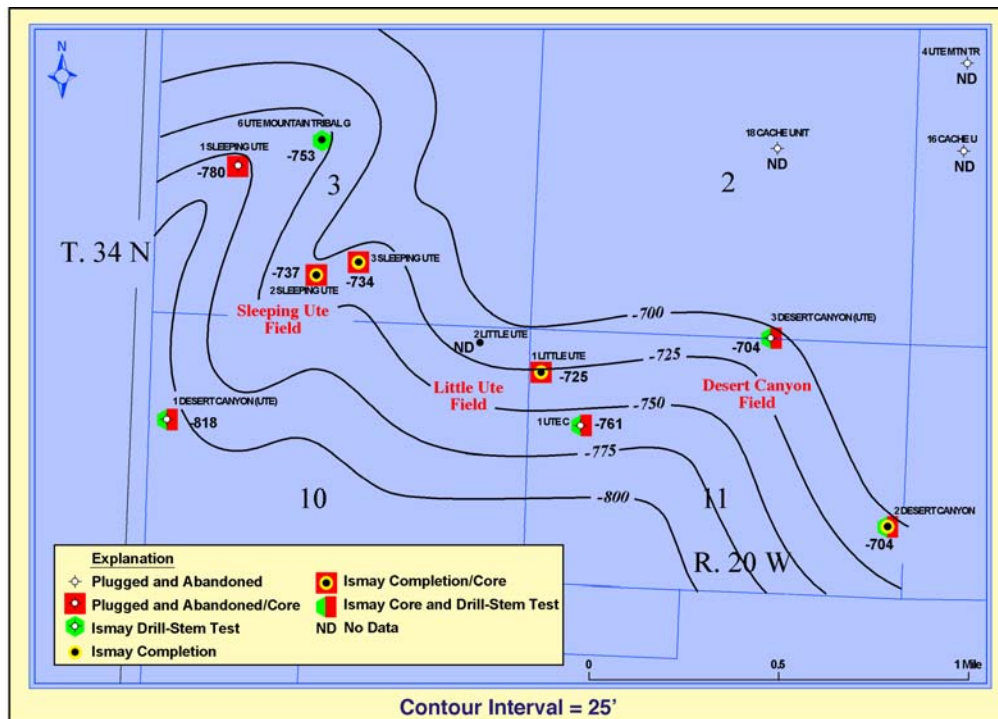 N
4 UTE MTN TR
ND
6 UTE MOUNTAIN TRIBAL G
18 CACHE UNIT
ND
16 CACHE U
ND
1 SLEEPING UTE
-753
-780
3
2
T. 34 N
3 SLEEPING UTE
-737
-734
2 SLEEPING UTE
Sleeping Ute
Field
-700
3 DESERT CANYON (UTE)
2 LITTLE UTE
ND
-704
1 LITTLE UTE
-725
-725
Little Ute
Field
Desert Canyon
Field
1 DESERT CANYON (UTE)
-818
-750
1 UTE C
-761
-775
10
-800
11
2 DESERT CANYON
-704
R. 20 W
Explanation
Plugged and Abandoned
Plugged and Abandoned/Core
Ismay Drill-Stem Test
Ismay Completion
Ismay Completion/Core
Ismay Core and Drill-Stem Test
ND No Data
0 0.5 1 Mile
Contour Interval = 25'